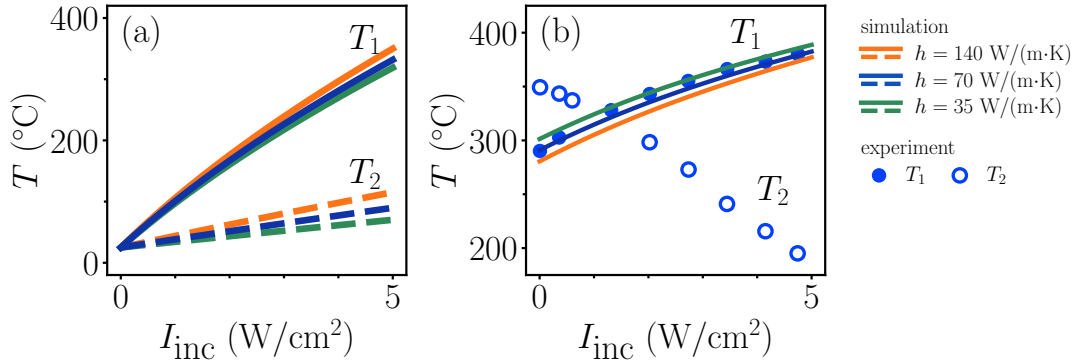 (a)
T1
T2
400
200
0
T (°C)
0
5
Iinc (W/cm²)
(b)
T1
T2
400
300
200
T (°C)
0
5
Iinc (W/cm²)
simulation
h = 140 W/(m·K)
h = 70 W/(m·K)
h = 35 W/(m·K)
experiment
T1 T2